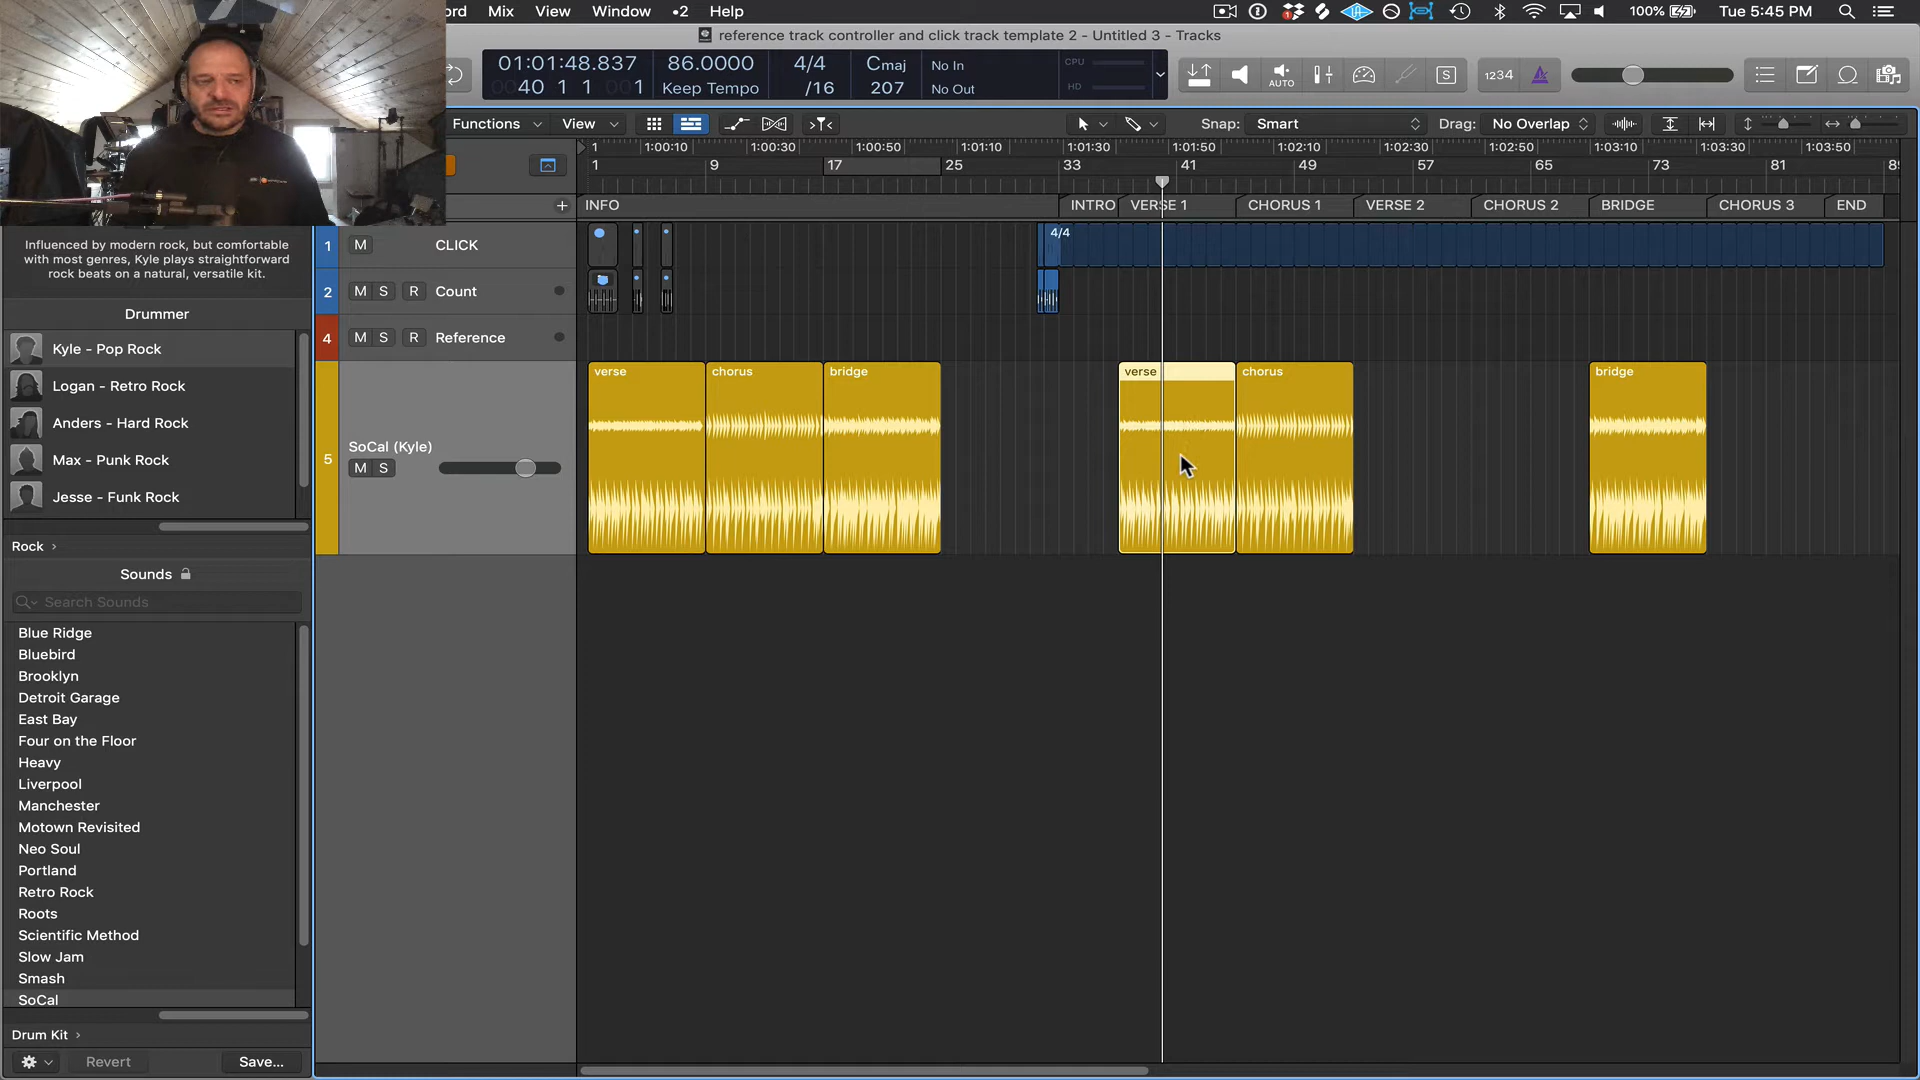 ord Mix View Window •2 Help 100% Tue 5:45 PM
reference track controller and click track template 2 - Untitled 3 - Tracks
01:01:48.837 86.0000 4/4 Cmaj No In CPU
0040 1 1 001 Keep Tempo /16 207 No Out HD
AUTO S 1234
Functions View Snap: Smart Drag: No Overlap
1 1:00:10 1:00:30 1:00:50 1:01:10 1:01:30 1:01:50 1:02:10 1:02:30 1:02:50 1:03:10 1:03:30 1:03:50
1 9 17 25 33 41 49 57 65 73 81
INFO INTRO VERSE 1 CHORUS 1 VERSE 2 CHORUS 2 BRIDGE CHORUS 3 END
Influenced by modern rock, but comfortable
with most genres, Kyle plays straightforward
rock beats on a natural, versatile kit.
1 M CLICK 4/4
2 M S R Count
4 M S R Reference
5 SoCal (Kyle)
M S
verse chorus bridge verse chorus bridge
Drummer
Kyle - Pop Rock
Logan - Retro Rock
Anders - Hard Rock
Max - Punk Rock
Jesse - Funk Rock
Rock
Sounds
Search Sounds
Blue Ridge
Bluebird
Brooklyn
Detroit Garage
East Bay
Four on the Floor
Heavy
Liverpool
Manchester
Motown Revisited
Neo Soul
Portland
Retro Rock
Roots
Scientific Method
Slow Jam
Smash
SoCal
Drum Kit
Revert Save...